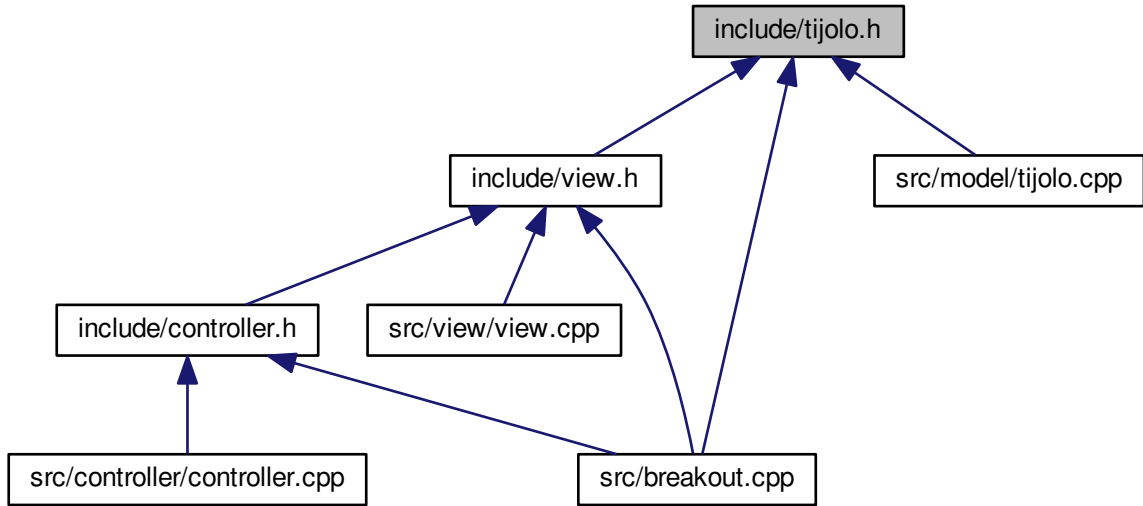 include/tijolo.h
include/view.h
src/model/tijolo.cpp
include/controller.h
src/view/view.cpp
src/controller/controller.cpp
src/breakout.cpp